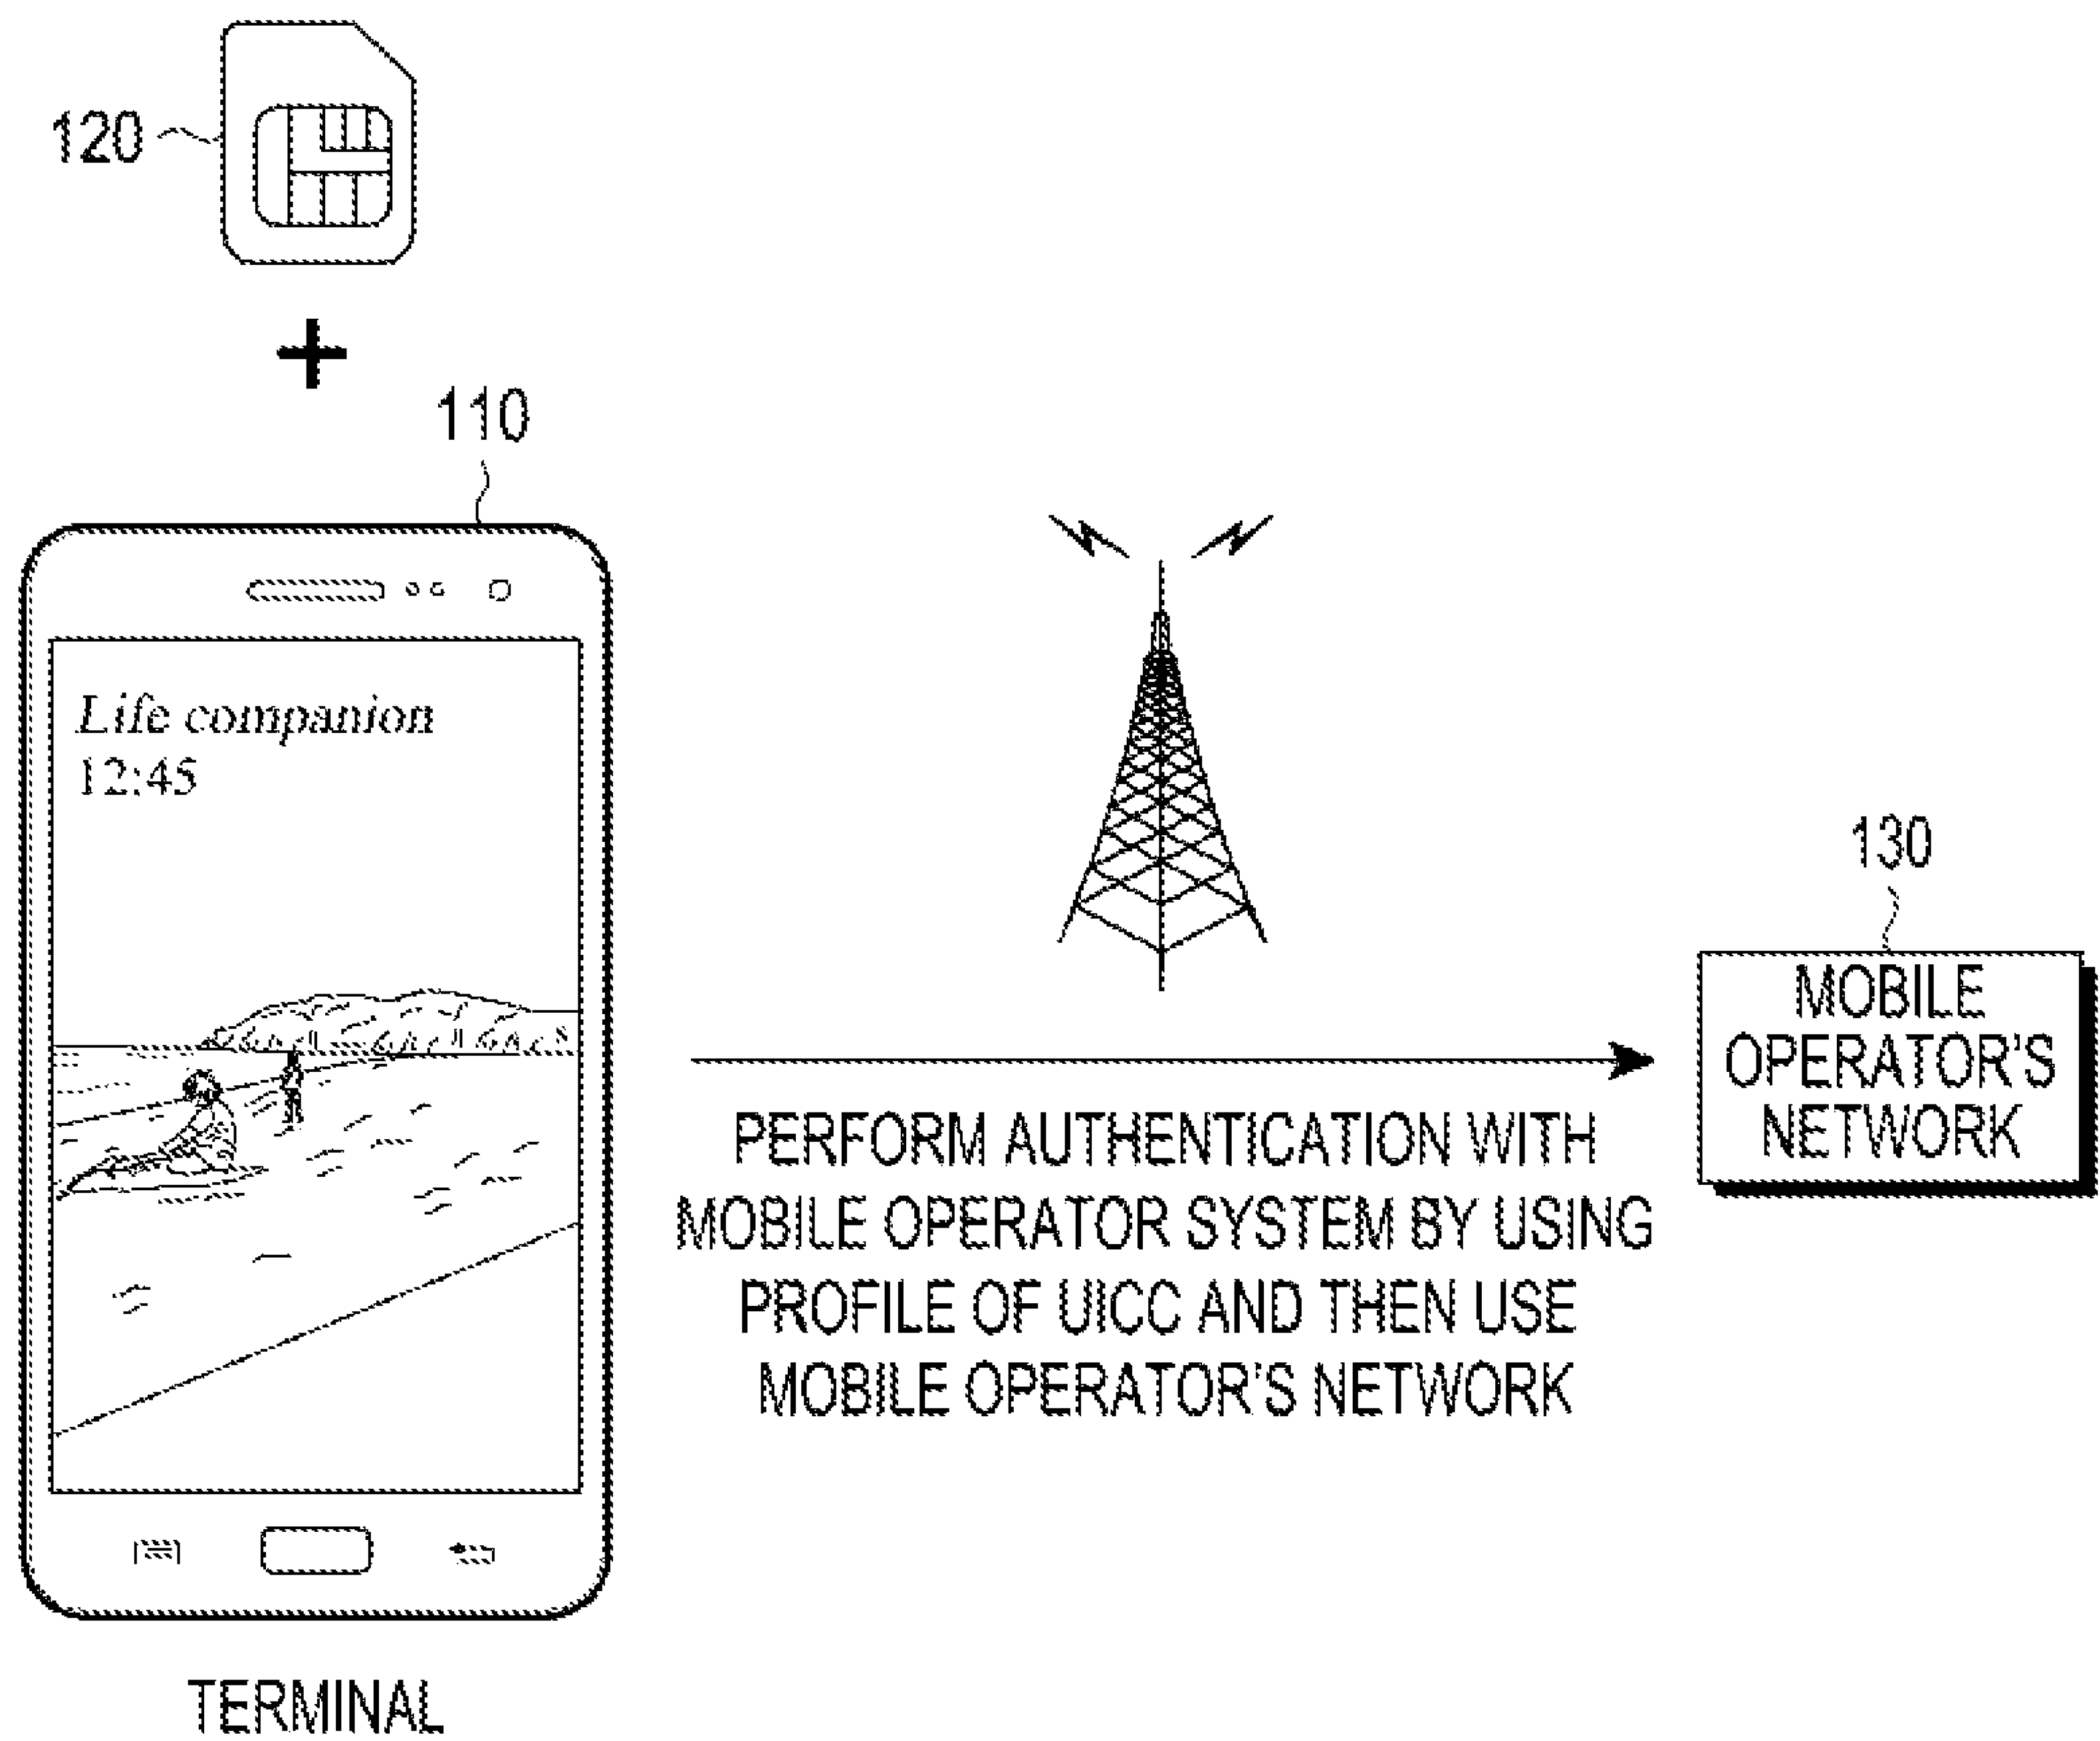 120
110
Life companion
12:45
130
MOBILE
OPERATOR'S
NETWORK
PERFORM AUTHENTICATION WITH
MOBILE OPERATOR SYSTEM BY USING
PROFILE OF UICC AND THEN USE
MOBILE OPERATOR'S NETWORK
TERMINAL